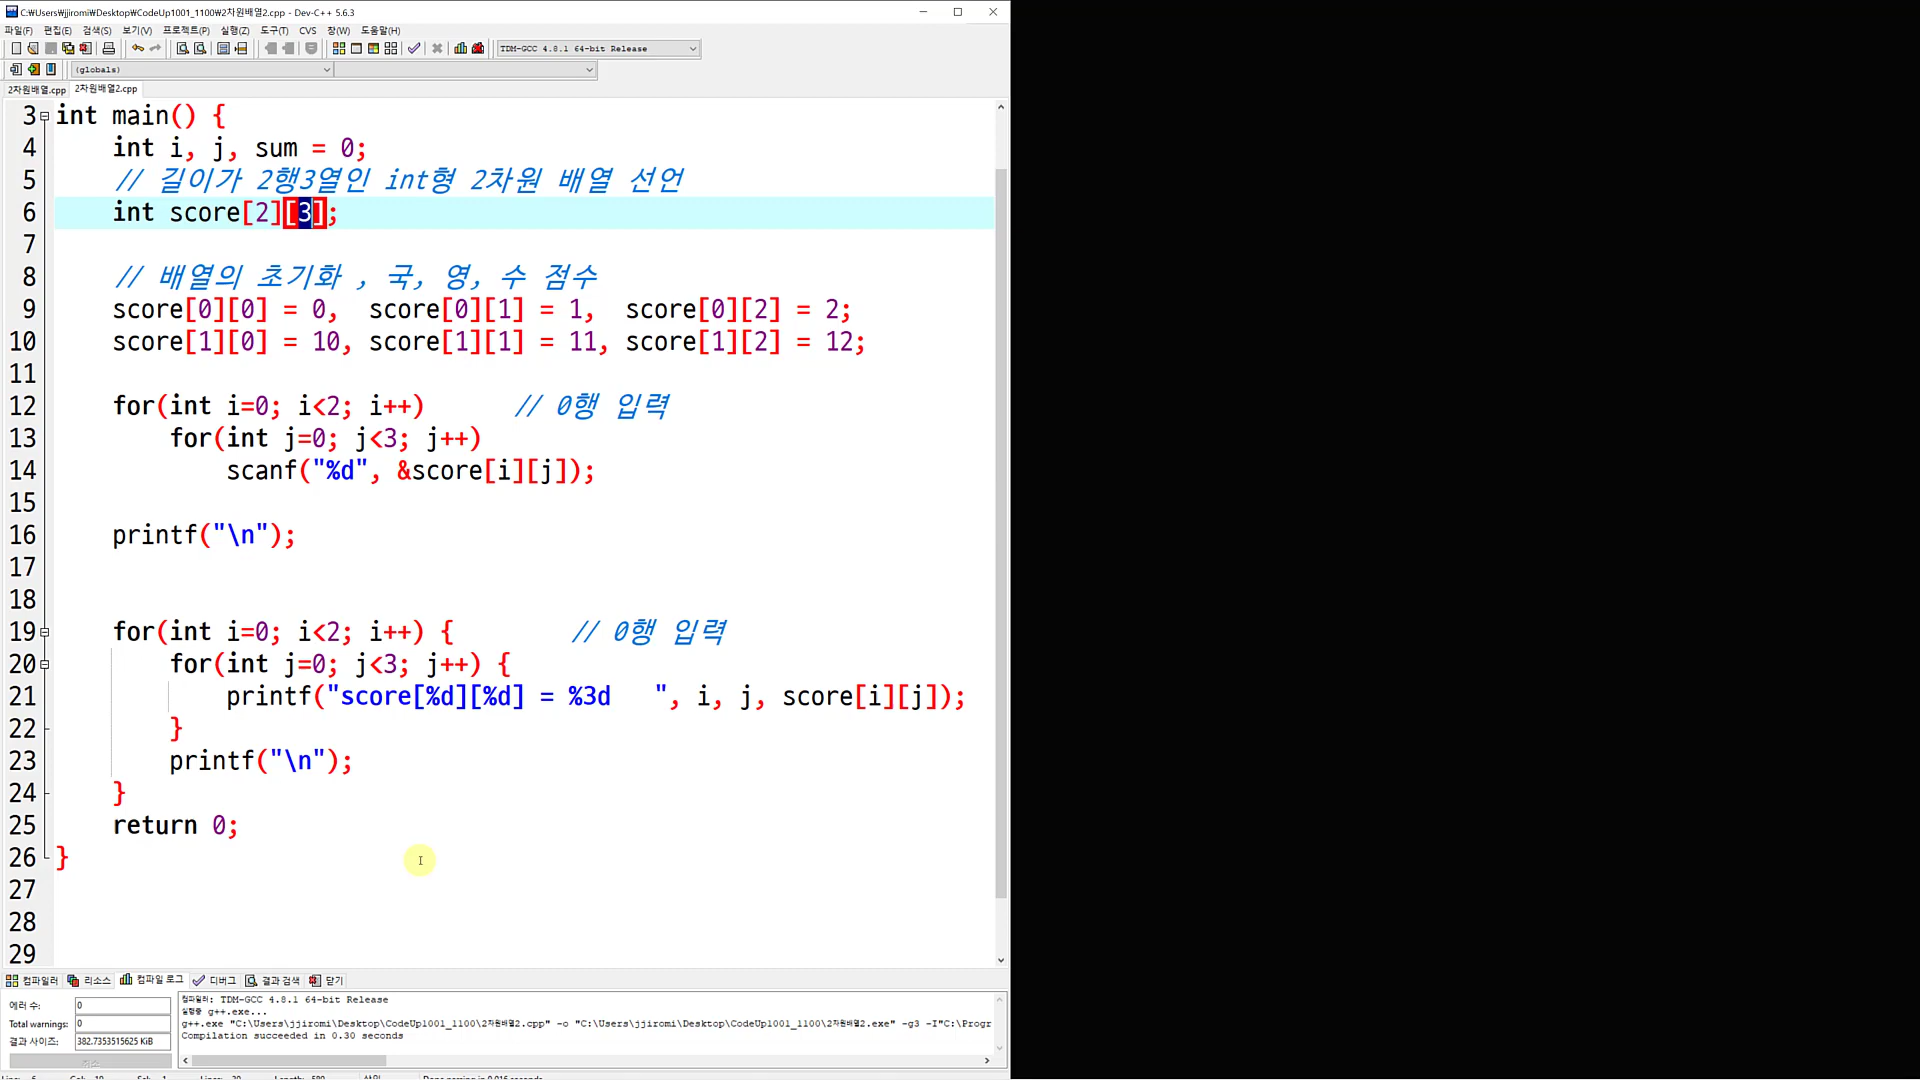 C:\Users\jjiromi\Desktop\CodeUp1001_1100\2차원배열2.cpp - Dev-C++ 5.6.3
파일(F) 편집(E) 검색(S) 보기(V) 프로젝트(P) 실행(Z) 도구(T) CVS 창(W) 도움말(H)
TDM-GCC 4.8.1 64-bit Release
(globals)
2차원배열.cpp 2차원배열2.cpp
3 int main() {
4 int i, j, sum = 0;
5 // 길이가 2행3열인 int형 2차원 배열 선언
6 int score[2][3];
7
8 // 배열의 초기화 , 국, 영, 수 점수
9 score[0][0] = 0, score[0][1] = 1, score[0][2] = 2;
10 score[1][0] = 10, score[1][1] = 11, score[1][2] = 12;
11
12 for(int i=0; i<2; i++) // 0행 입력
13 for(int j=0; j<3; j++)
14 scanf("%d", &score[i][j]);
15
16 printf("\n");
17
18
19 for(int i=0; i<2; i++) { // 0행 입력
20 for(int j=0; j<3; j++) {
21 printf("score[%d][%d] = %3d   ", i, j, score[i][j]);
22 }
23 printf("\n");
24 }
25 return 0;
26 }
27
28
29
컴파일러 리소스 컴파일 로그 디버그 결과 검색 닫기
에러 수: 0
Total warnings: 0
결과 사이즈: 382.7353515625 KiB
컴파일러: TDM-GCC 4.8.1 64-bit Release
실행중 g++.exe...
g++.exe "C:\Users\jjiromi\Desktop\CodeUp1001_1100\2차원배열2.cpp" -o "C:\Users\jjiromi\Desktop\CodeUp1001_1100\2차원배열2.exe" -g3 -I"C:\Progr
Compilation succeeded in 0.30 seconds